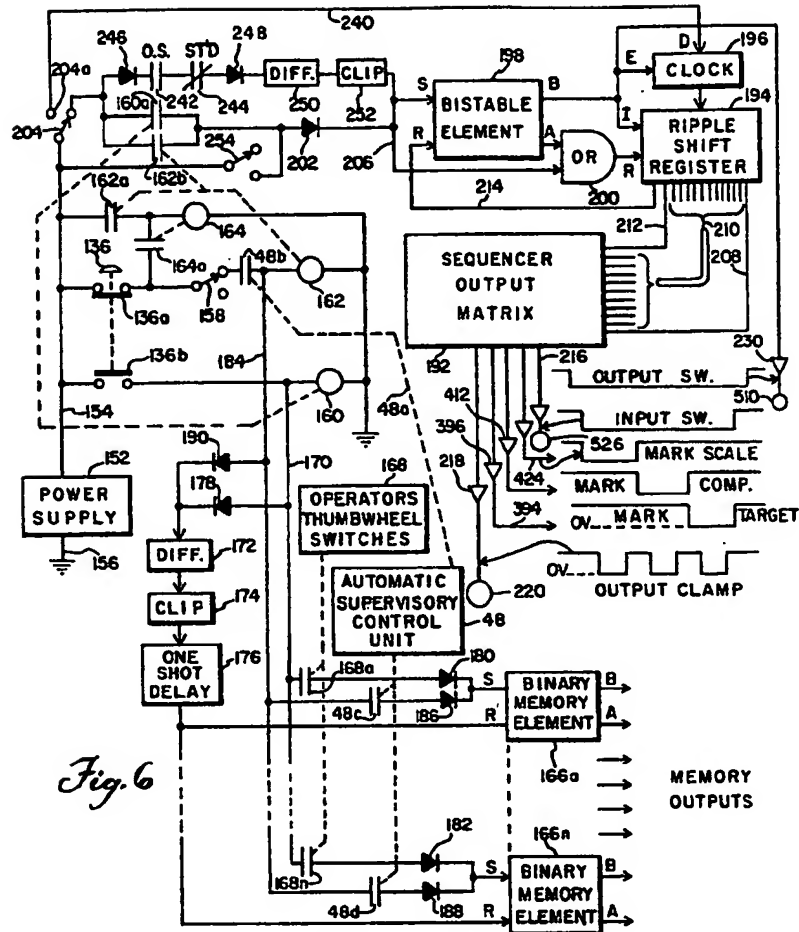 240
246 O.S. STD 248 D 196
204a DIFF. CLIP 198 B E CLOCK
160a 242 244 250 252 S BISTABLE ELEMENT I 194
204 R A RIPPLE SHIFT REGISTER
254 202 206 OR R
162a 162b 214 200
164 212 210 208
136 164a 48b SEQUENCER OUTPUT MATRIX
158 162
136a
136b 184 192 216 230
48a 412 OUTPUT SW.
154 160 510
190 396 INPUT SW.
152 178 170 168 218 526
424 MARK SCALE
POWER SUPPLY OPERATORS THUMBWHEEL SWITCHES MARK COMP.
156 394 OV MARK TARGET
DIFF. 172
AUTOMATIC SUPERVISORY CONTROL UNIT 48 220 OV
CLIP 174 OUTPUT CLAMP
ONE SHOT DELAY 176
168a 180
S BINARY MEMORY ELEMENT B
48c 186 R A
166a
Fig. 6
MEMORY OUTPUTS
182 166n
168n S BINARY MEMORY ELEMENT B
48d 188 R A